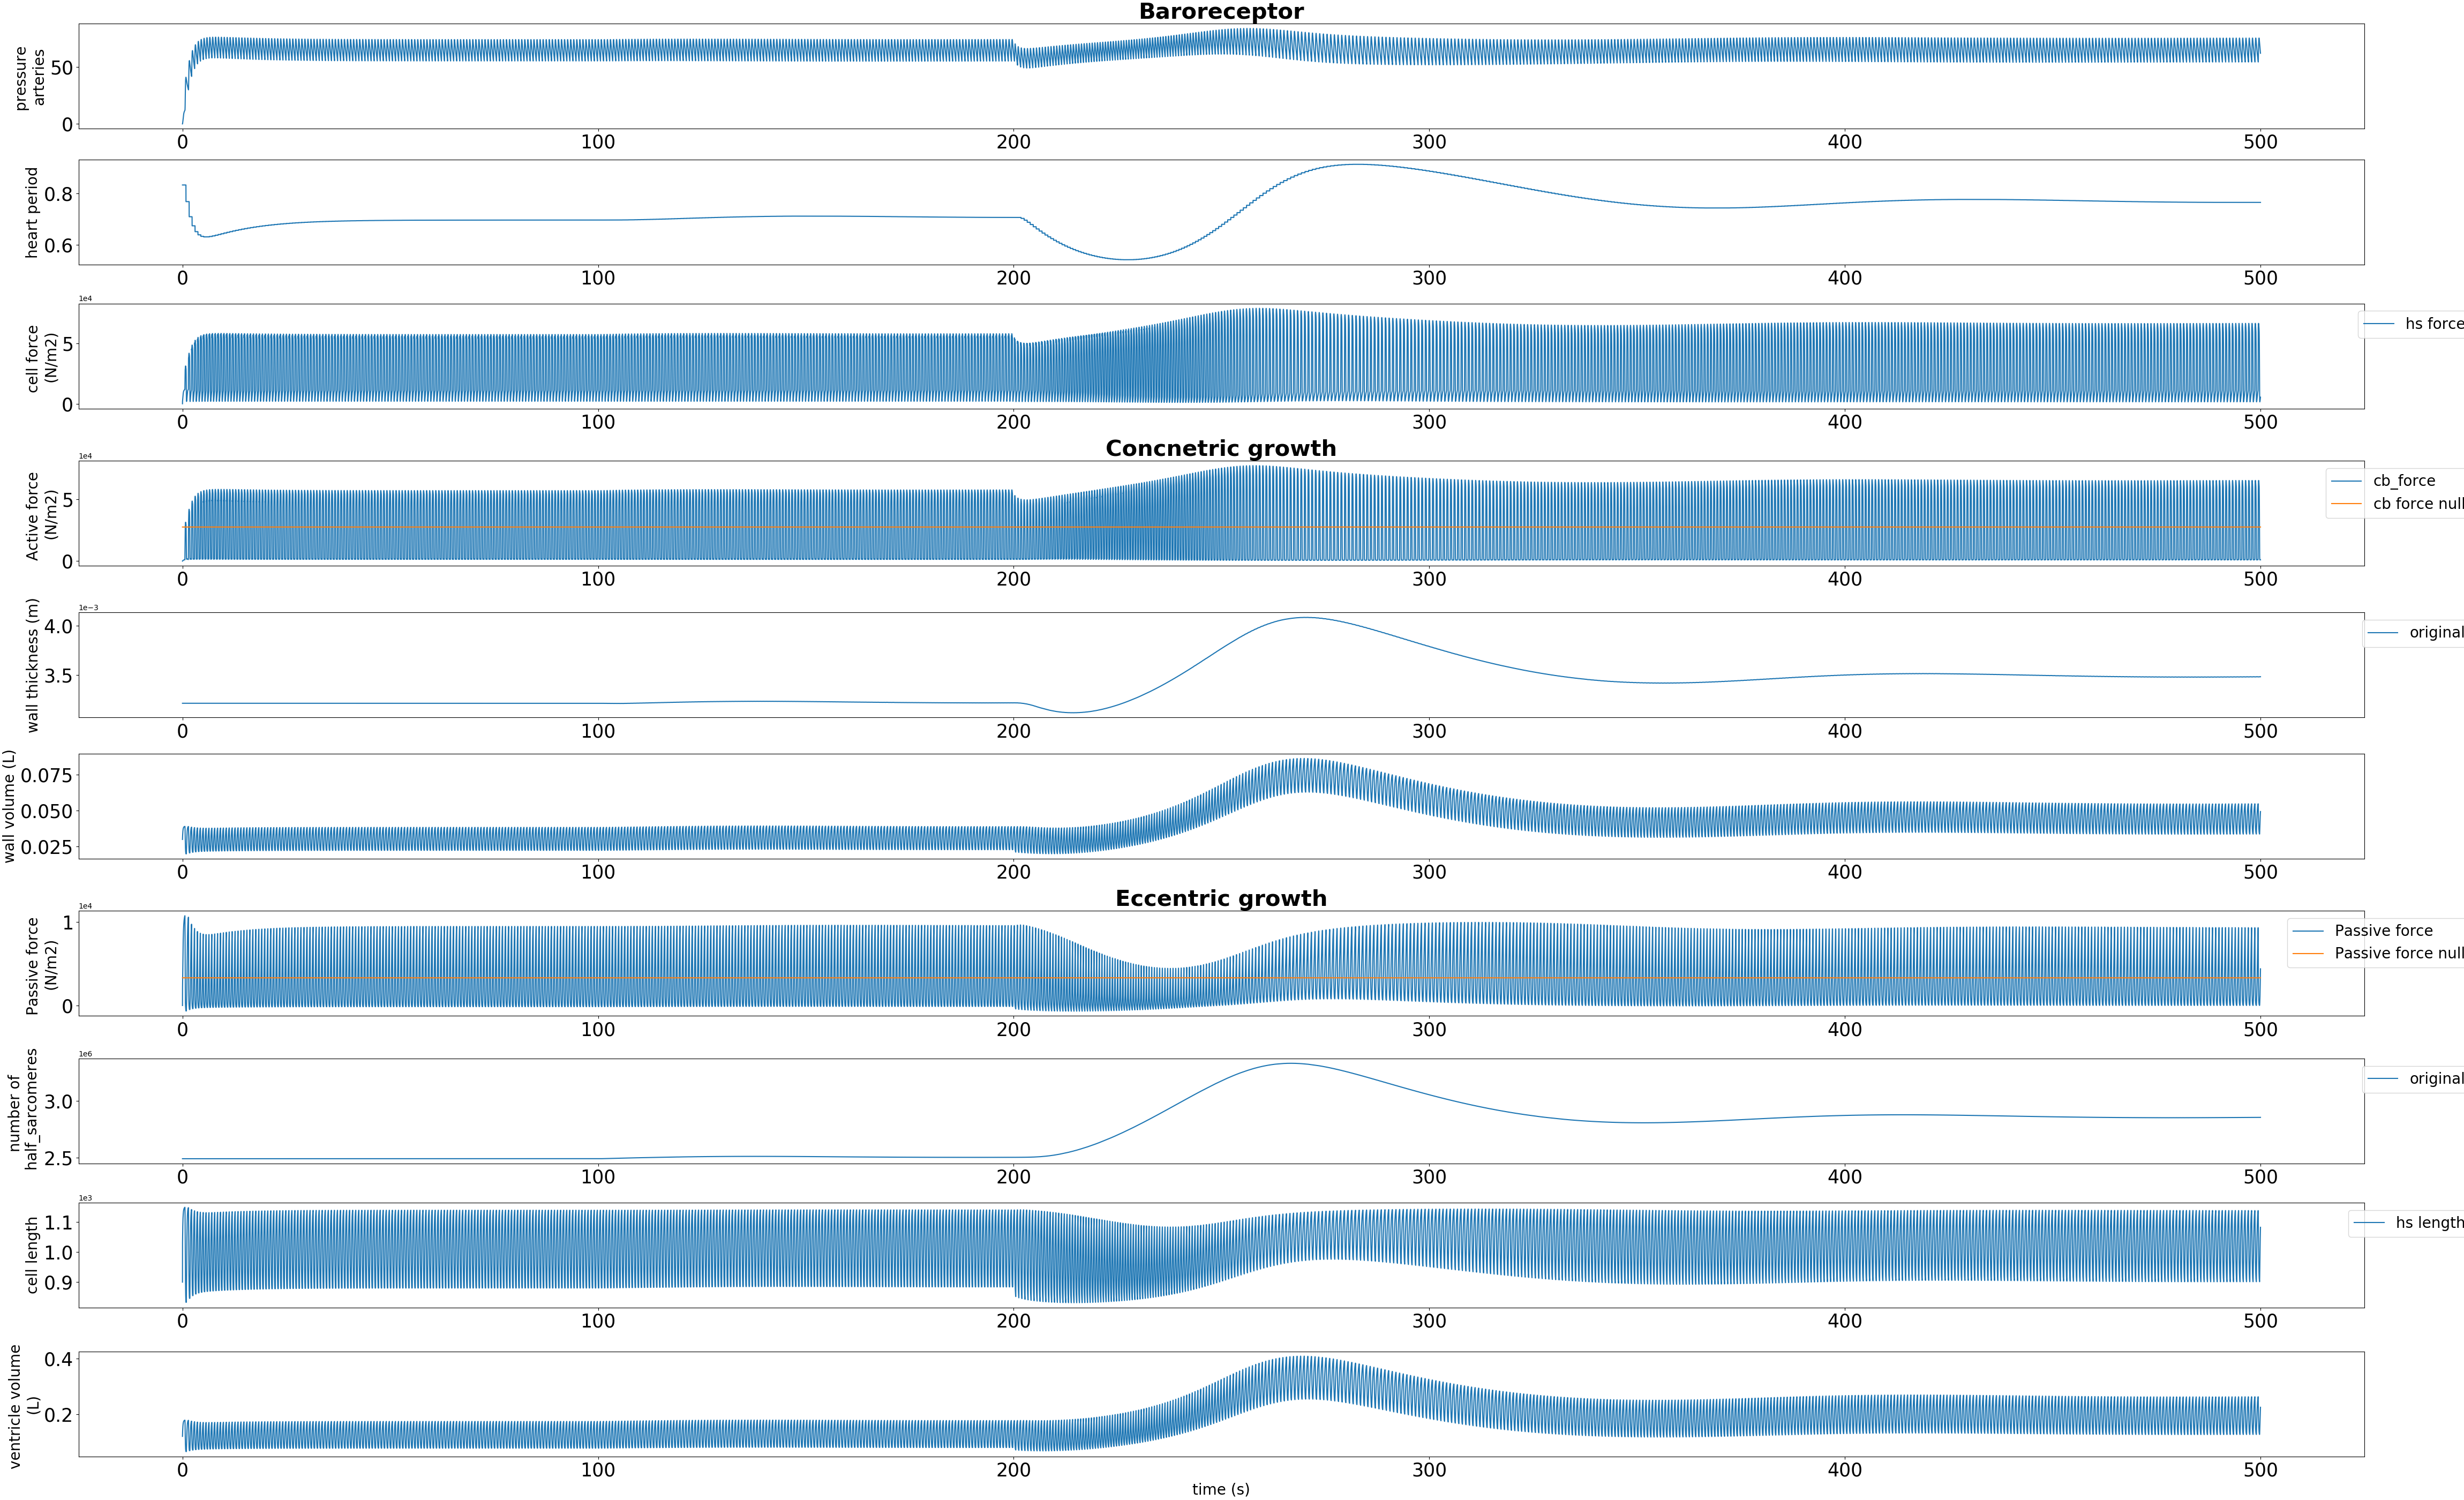 Baroreceptor
pressure
arteries
50
0
0 100 200 300 400 500
heart period
0.8
0.6
0 100 200 300 400 500
1e4
cell force
(N/m2)
5
0
hs force
0 100 200 300 400 500
Concnetric growth
1e4
Active force
(N/m2)
5
0
cb_force
cb force null
0 100 200 300 400 500
1e−3
wall thickness (m)
4.0
3.5
original
0 100 200 300 400 500
wall volume (L)
0.075
0.050
0.025
0 100 200 300 400 500
Eccentric growth
1e4
Passive force
(N/m2)
1
0
Passive force
Passive force null
0 100 200 300 400 500
1e6
number of
half_sarcomeres
3.0
2.5
original
0 100 200 300 400 500
1e3
cell length
1.1
1.0
0.9
hs length
0 100 200 300 400 500
ventricle volume
(L)
0.4
0.2
0 100 200 300 400 500
time (s)